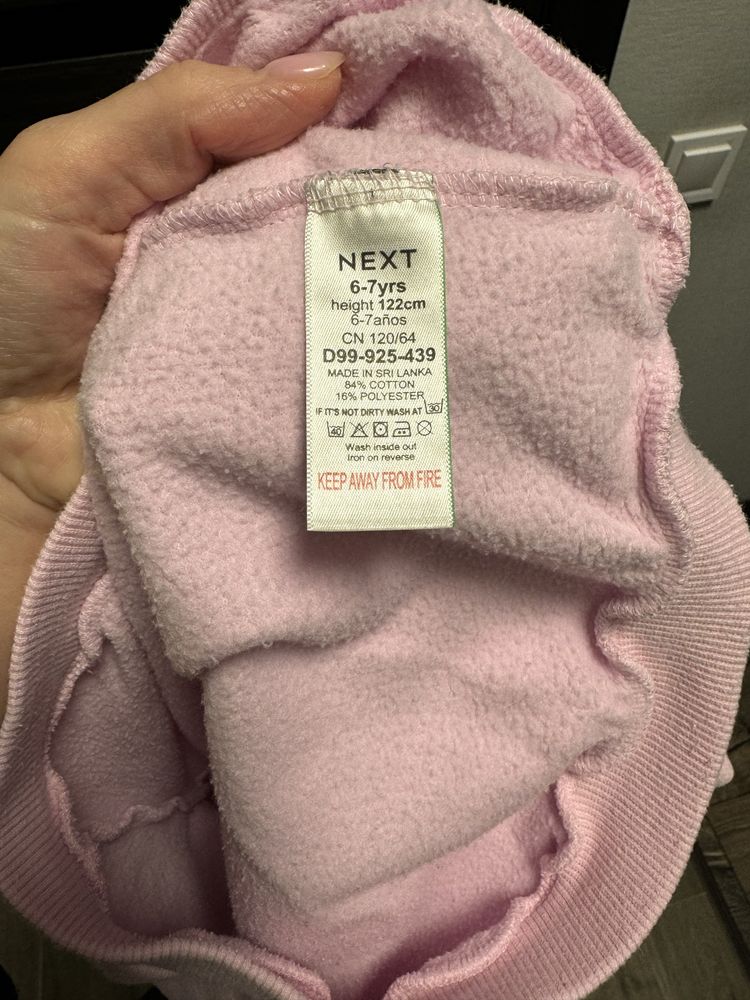 NEXT
6-7yrs
height 122cm
6-7años
CN 120/64
D99-925-439
MADE IN SRI LANKA
84% COTTON
16% POLYESTER
IF IT'S NOT DIRTY WASH AT 30
40
Wash inside out
Iron on reverse
KEEP AWAY FROM FIRE